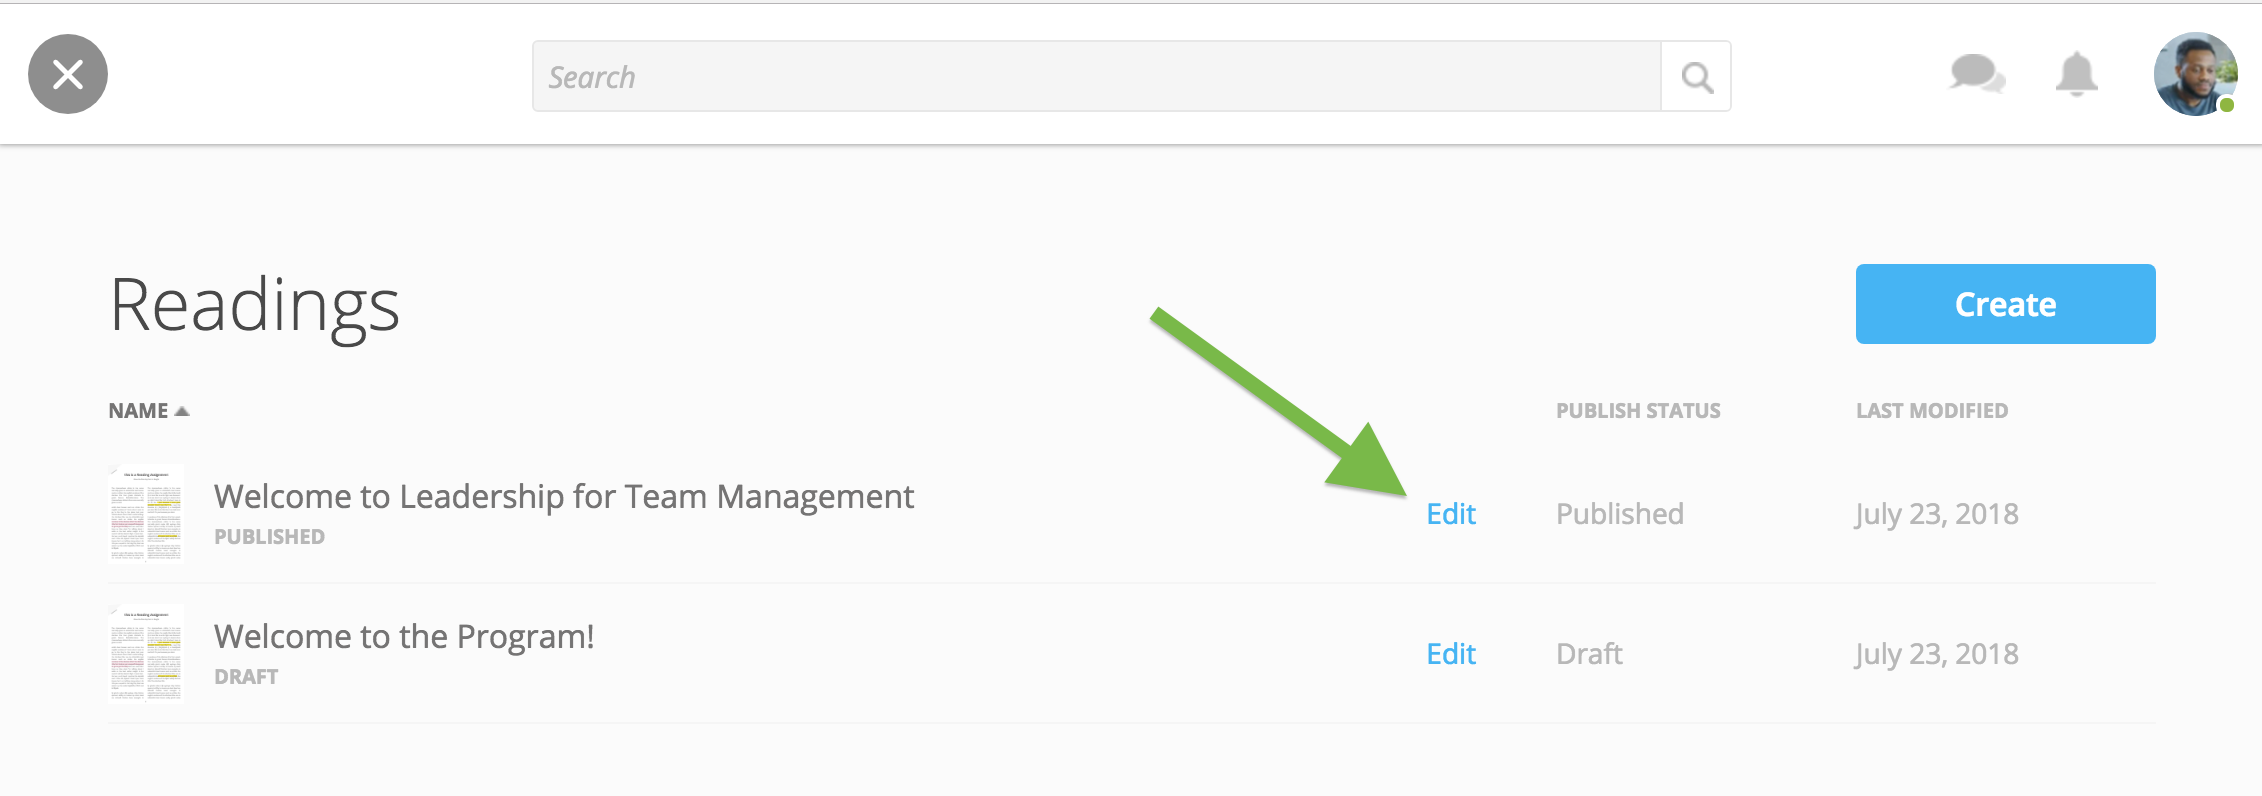 Search
Readings
Create
NAME PUBLISH STATUS LAST MODIFIED
Welcome to Leadership for Team Management
PUBLISHED
Edit Published July 23, 2018
Welcome to the Program!
DRAFT
Edit Draft July 23, 2018